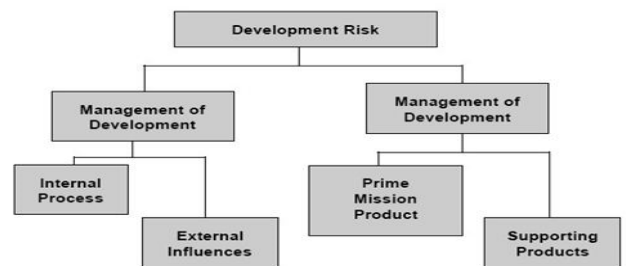 Development Risk
Management of
Development
Management of
Development
Internal
Process
Prime
Mission
Product
External
Influences
Supporting
Products